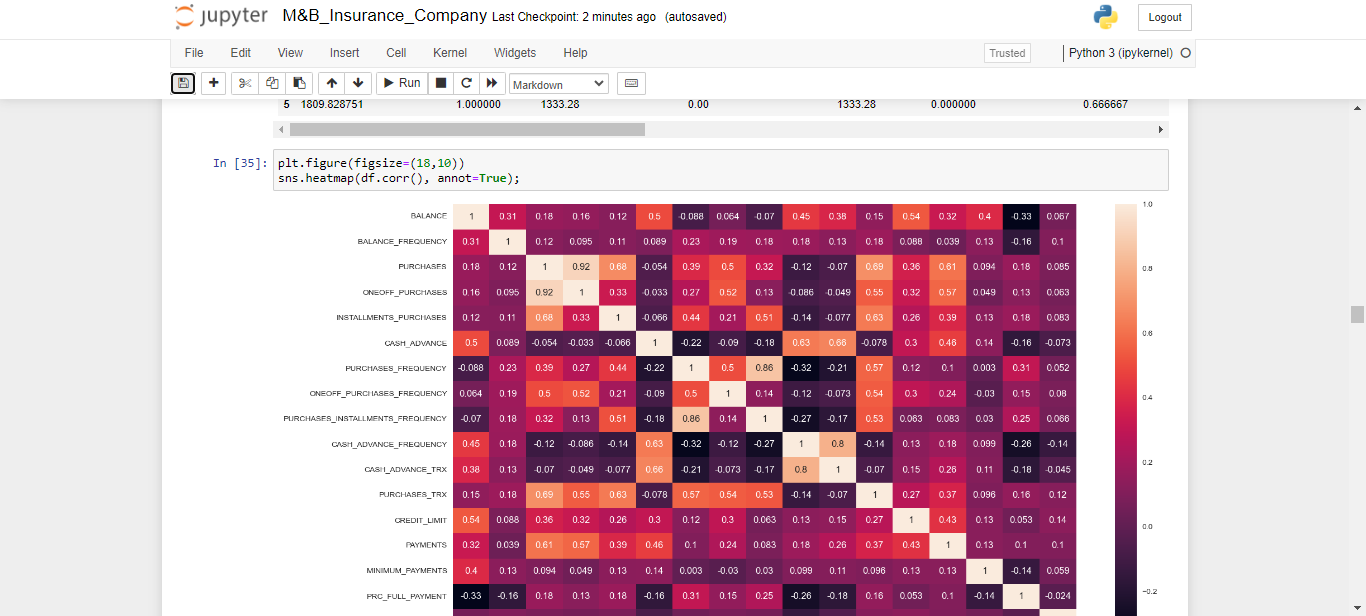 jupyter M&B_Insurance_Company Last Checkpoint: 2 minutes ago (autosaved) Logout
File Edit View Insert Cell Kernel Widgets Help Trusted Python 3 (ipykernel)
Run Markdown
5 1809.828751 1.000000 1333.28 0.00 1333.28 0.000000 0.666667
In [35]: plt.figure(figsize=(18,10))
sns.heatmap(df.corr(), annot=True);
BALANCE 1 0.31 0.18 0.16 0.12 0.5 -0.088 0.064 -0.07 0.45 0.38 0.15 0.54 0.32 0.4 -0.33 0.067
BALANCE_FREQUENCY 0.31 1 0.12 0.095 0.11 0.089 0.23 0.19 0.18 0.18 0.13 0.18 0.088 0.039 0.13 -0.16 0.1
PURCHASES 0.18 0.12 1 0.92 0.68 -0.054 0.39 0.5 0.32 -0.12 -0.07 0.69 0.36 0.61 0.094 0.18 0.085
ONEOFF_PURCHASES 0.16 0.095 0.92 1 0.33 -0.033 0.27 0.52 0.13 -0.086 -0.049 0.55 0.32 0.57 0.049 0.13 0.063
INSTALLMENTS_PURCHASES 0.12 0.11 0.68 0.33 1 -0.066 0.44 0.21 0.51 -0.14 -0.077 0.63 0.26 0.39 0.13 0.18 0.083
CASH_ADVANCE 0.5 0.089 -0.054 -0.033 -0.066 1 -0.22 -0.09 -0.18 0.63 0.66 -0.078 0.3 0.46 0.14 -0.16 -0.073
PURCHASES_FREQUENCY -0.088 0.23 0.39 0.27 0.44 -0.22 1 0.5 0.86 -0.32 -0.21 0.57 0.12 0.1 0.003 0.31 0.052
ONEOFF_PURCHASES_FREQUENCY 0.064 0.19 0.5 0.52 0.21 -0.09 0.5 1 0.14 -0.12 -0.073 0.54 0.3 0.24 -0.03 0.15 0.08
PURCHASES_INSTALLMENTS_FREQUENCY -0.07 0.18 0.32 0.13 0.51 -0.18 0.86 0.14 1 -0.27 -0.17 0.53 0.063 0.083 0.03 0.25 0.066
CASH_ADVANCE_FREQUENCY 0.45 0.18 -0.12 -0.086 -0.14 0.63 -0.32 -0.12 -0.27 1 0.8 -0.14 0.13 0.18 0.099 -0.26 -0.14
CASH_ADVANCE_TRX 0.38 0.13 -0.07 -0.049 -0.077 0.66 -0.21 -0.073 -0.17 0.8 1 -0.07 0.15 0.26 0.11 -0.18 -0.045
PURCHASES_TRX 0.15 0.18 0.69 0.55 0.63 -0.078 0.57 0.54 0.53 -0.14 -0.07 1 0.27 0.37 0.096 0.16 0.12
CREDIT_LIMIT 0.54 0.088 0.36 0.32 0.26 0.3 0.12 0.3 0.063 0.13 0.15 0.27 1 0.43 0.13 0.053 0.14
PAYMENTS 0.32 0.039 0.61 0.57 0.39 0.46 0.1 0.24 0.083 0.18 0.26 0.37 0.43 1 0.13 0.1 0.1
MINIMUM_PAYMENTS 0.4 0.13 0.094 0.049 0.13 0.14 0.003 -0.03 0.03 0.099 0.11 0.096 0.13 0.13 1 -0.14 0.059
PRC_FULL_PAYMENT -0.33 -0.16 0.18 0.13 0.18 -0.16 0.31 0.15 0.25 -0.26 -0.18 0.16 0.053 0.1 -0.14 1 -0.024
1.0
0.8
0.6
0.4
0.2
0.0
-0.2